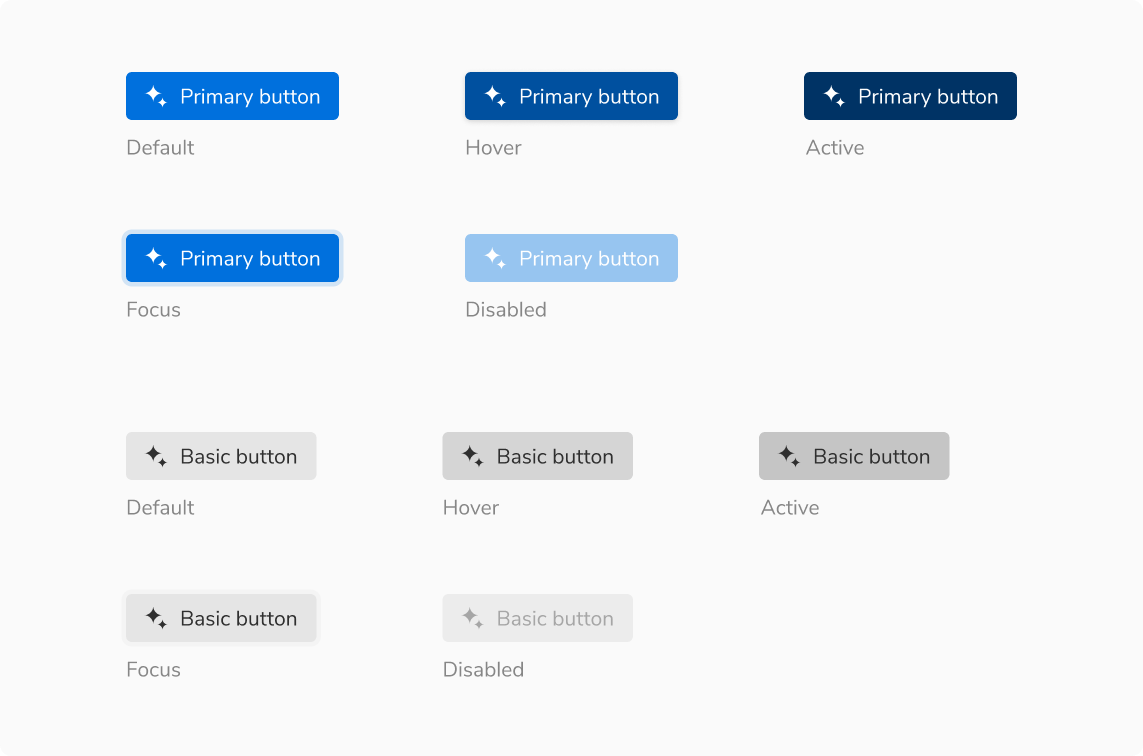 Primary button
Primary button
Primary button
Default
Hover
Active
Primary button
Primary button
Focus
Disabled
Basic button
Basic button
Basic button
Default
Hover
Active
Basic button
Basic button
Focus
Disabled